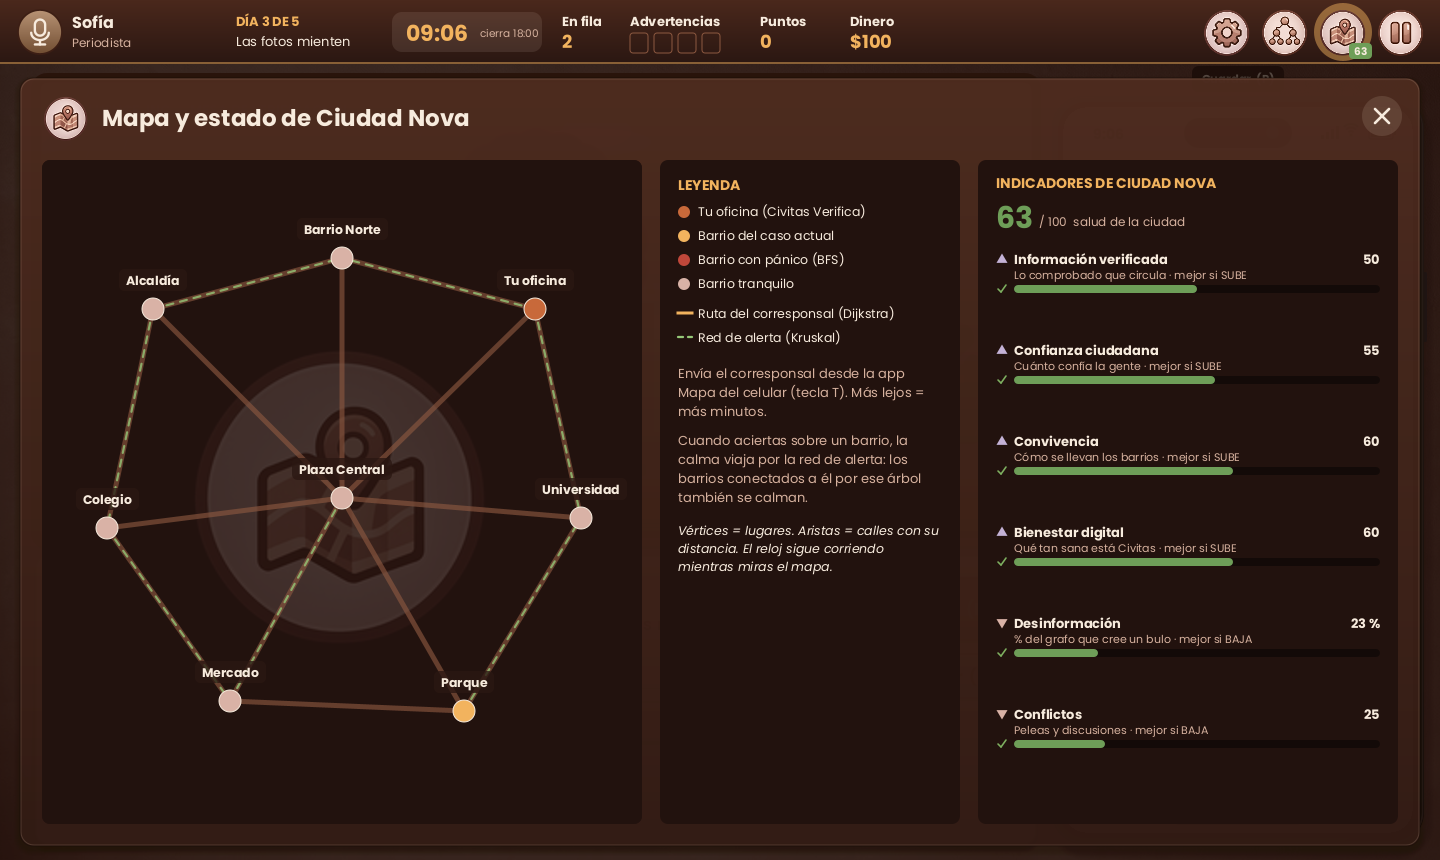 Sofía
Periodista
DÍA 3 DE 5
Las fotos mienten
09:06 cierra 18:00
En fila
2
Advertencias
Puntos
0
Dinero
$100
63
Mapa y estado de Ciudad Nova
Barrio Norte
Alcaldía
Tu oficina
Plaza Central
Universidad
Colegio
Mercado
Parque
LEYENDA
Tu oficina (Civitas Verifica)
Barrio del caso actual
Barrio con pánico (BFS)
Barrio tranquilo
Ruta del corresponsal (Dijkstra)
Red de alerta (Kruskal)
Envía el corresponsal desde la app
Mapa del celular (tecla T). Más lejos =
más minutos.
Cuando aciertas sobre un barrio, la
calma viaja por la red de alerta: los
barrios conectados a él por ese árbol
también se calman.
Vértices = lugares. Aristas = calles con su
distancia. El reloj sigue corriendo
mientras miras el mapa.
INDICADORES DE CIUDAD NOVA
63 / 100 salud de la ciudad
Información verificada 50
Lo comprobado que circula · mejor si SUBE
Confianza ciudadana 55
Cuánto confía la gente · mejor si SUBE
Convivencia 60
Cómo se llevan los barrios · mejor si SUBE
Bienestar digital 60
Qué tan sana está Civitas · mejor si SUBE
Desinformación 23 %
% del grafo que cree un bulo · mejor si BAJA
Conflictos 25
Peleas y discusiones · mejor si BAJA